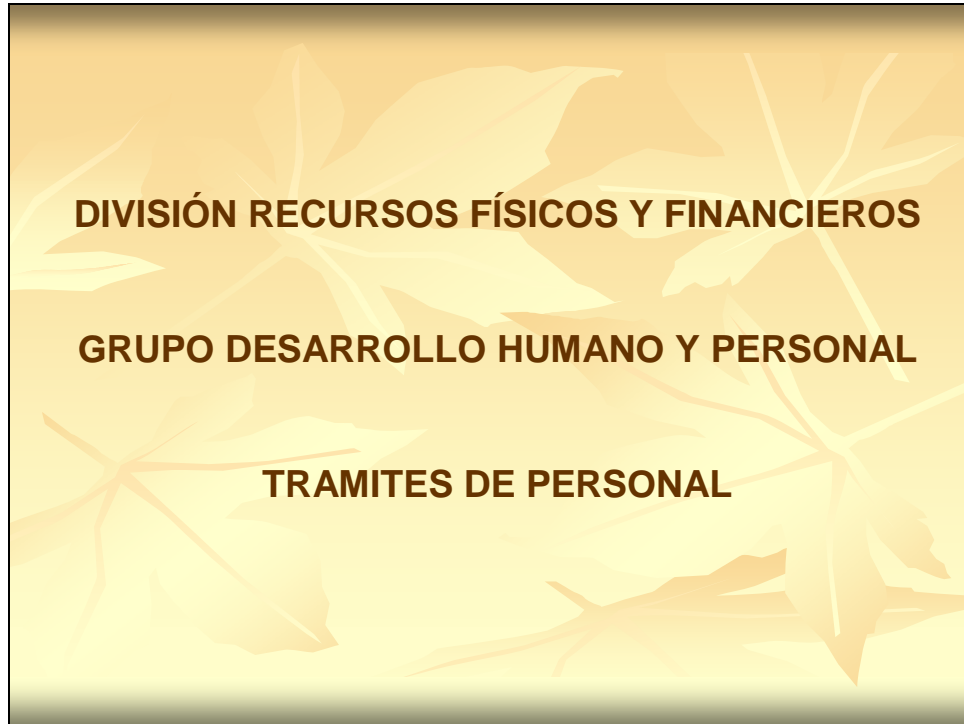 DIVISIÓN RECURSOS FÍSICOS Y FINANCIEROS
GRUPO DESARROLLO HUMANO Y PERSONAL
TRAMITES DE PERSONAL